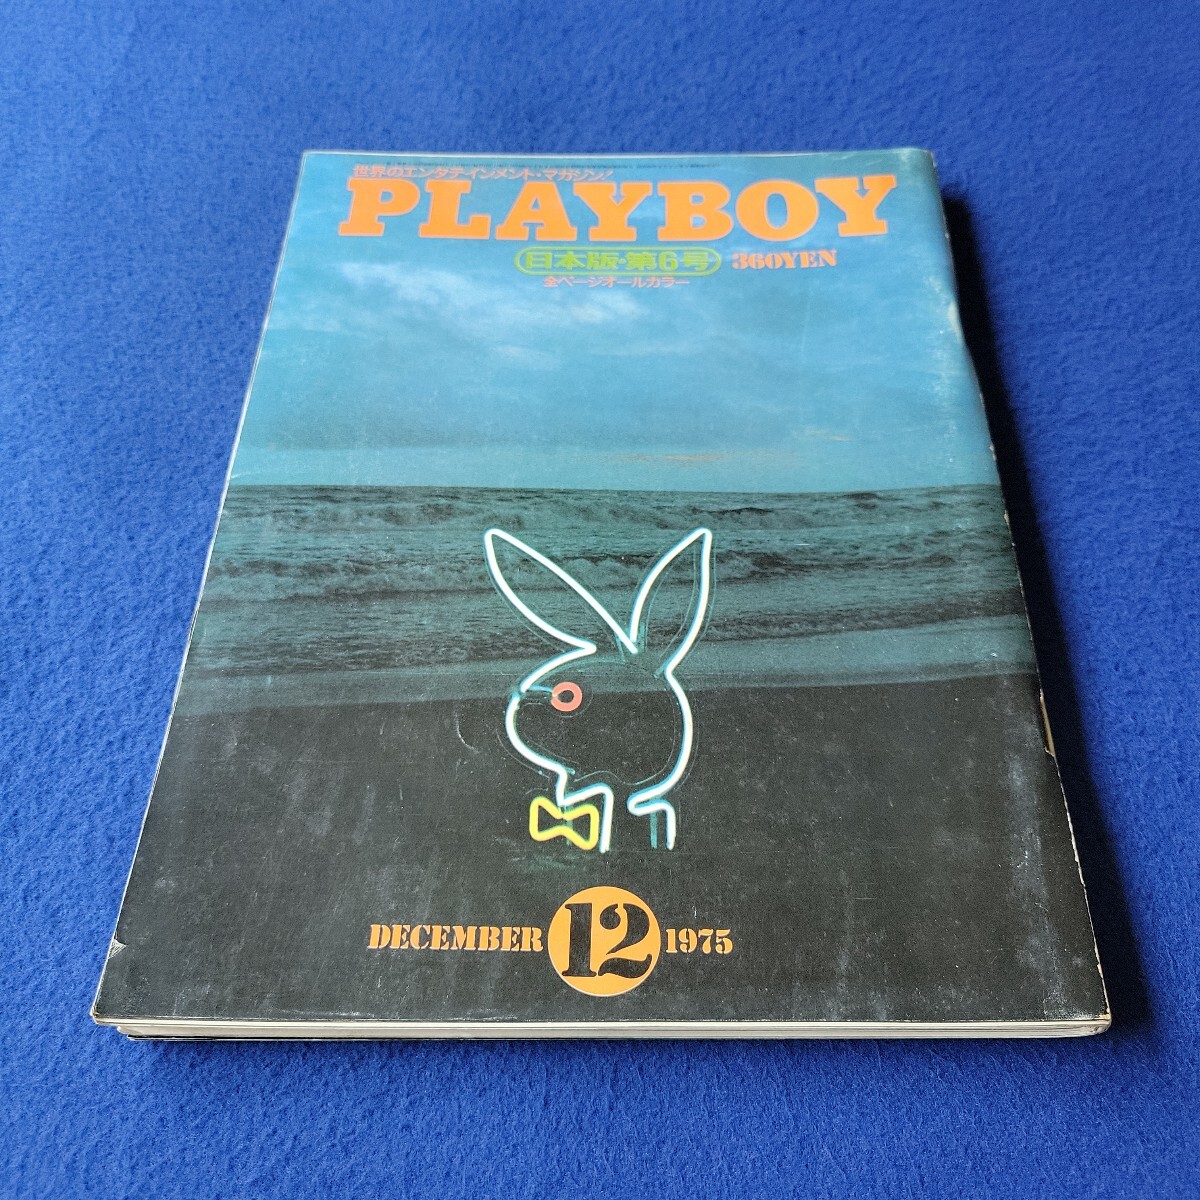 世界のエンタテインメント・マガジン!
PLAYBOY
日本版・第6号 360YEN
全ページオールカラー
DECEMBER 12 1975